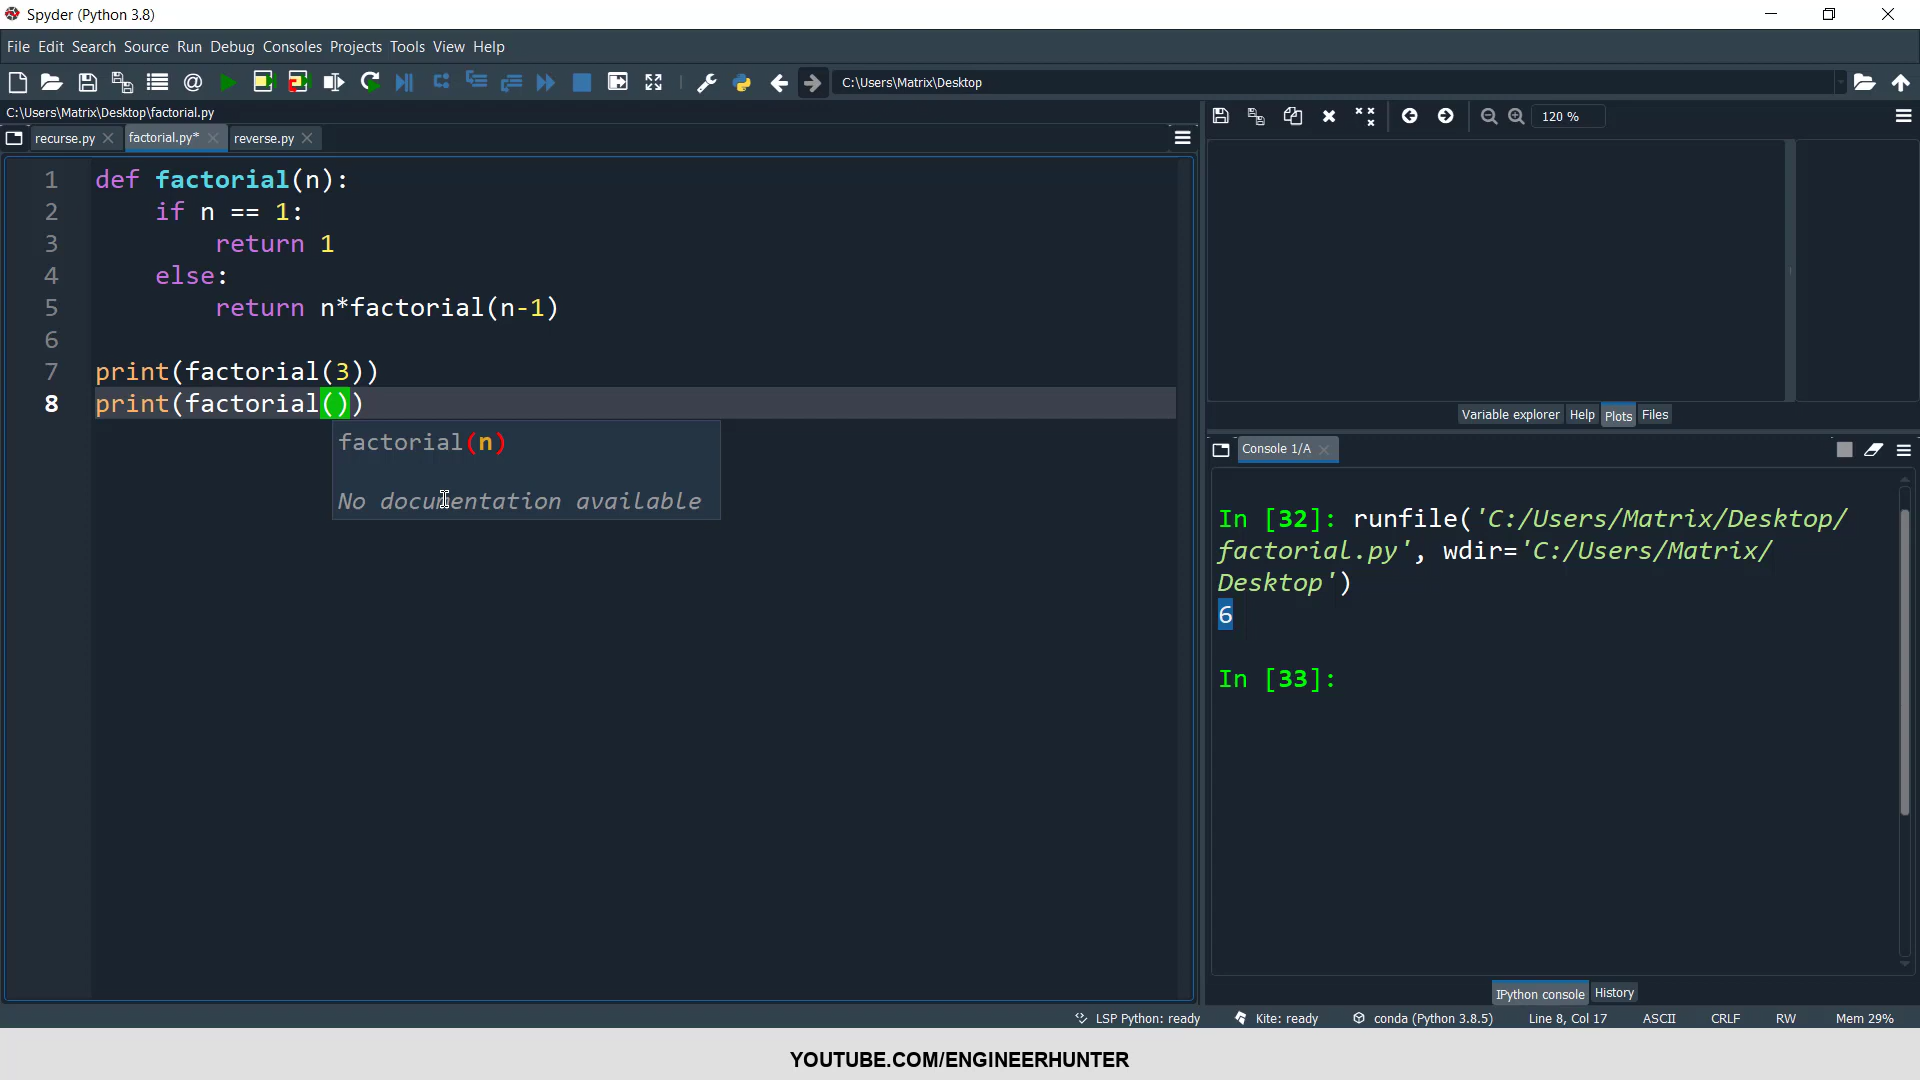 Spyder (Python 3.8)
File Edit Search Source Run Debug Consoles Projects Tools View Help
C:\Users\Matrix\Desktop
C:\Users\Matrix\Desktop\factorial.py
recurse.py factorial.py* reverse.py
120 %
1 def factorial(n):
2 if n == 1:
3 return 1
4 else:
5 return n*factorial(n-1)
6
7 print(factorial(3))
8 print(factorial())
factorial(n)
No documentation available
Variable explorer Help Plots Files
Console 1/A
In [32]: runfile('C:/Users/Matrix/Desktop/
factorial.py', wdir='C:/Users/Matrix/
Desktop')
6
In [33]:
IPython console History
LSP Python: ready Kite: ready conda (Python 3.8.5) Line 8, Col 17 ASCII CRLF RW Mem 29%
YOUTUBE.COM/ENGINEERHUNTER